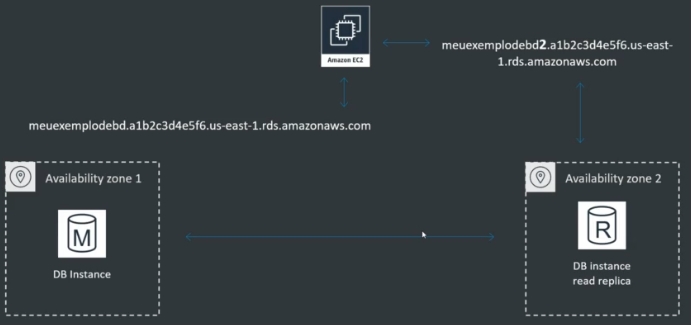 Amazon EC2
meuexemplodebd2.a1b2c3d4e5f6.us-east-
1.rds.amazonaws.com
meuexemplodebd.a1b2c3d4e5f6.us-east-1.rds.amazonaws.com
Availability zone 1
M
DB Instance
Availability zone 2
R
DB instance
read replica